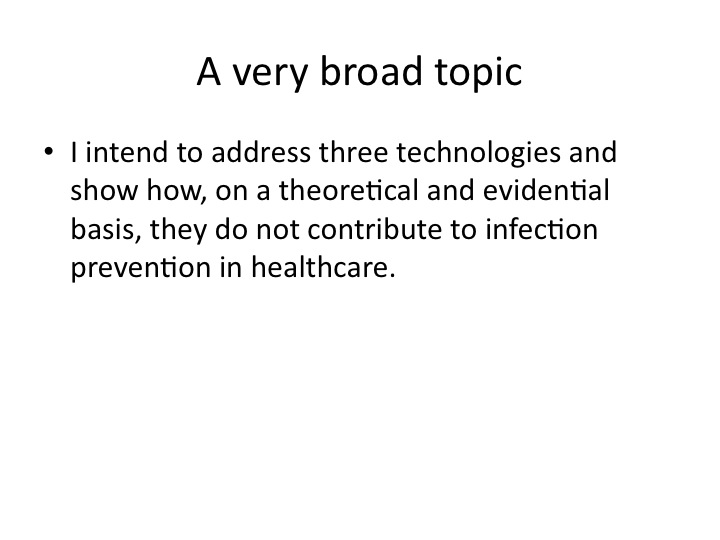 A very broad topic
• I intend to address three technologies and
show how, on a theoretical and evidential
basis, they do not contribute to infection
prevention in healthcare.